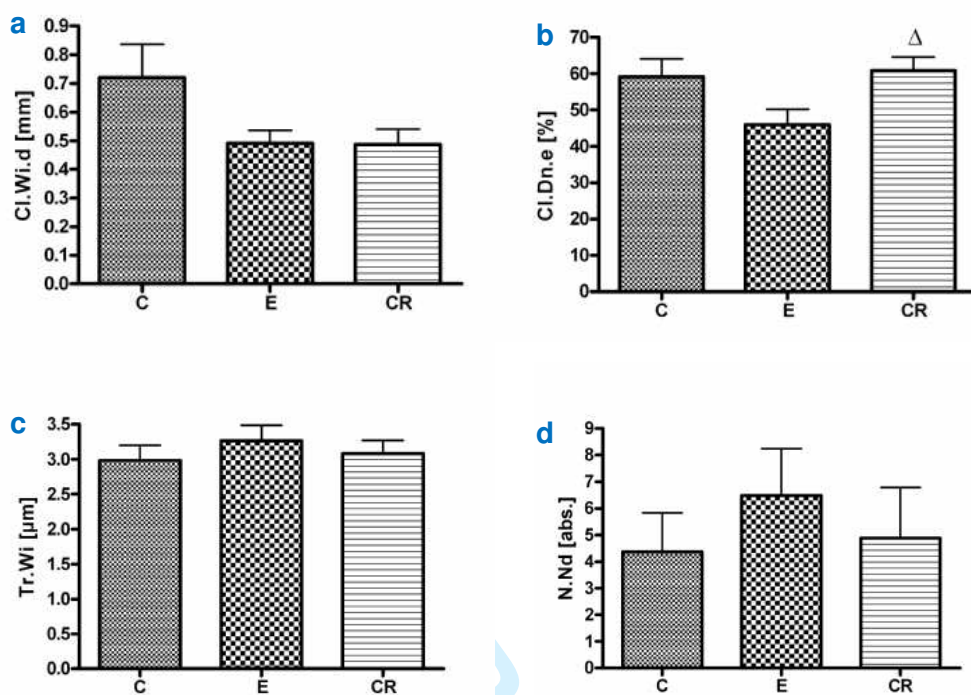 a
Cl.Wi.d [mm]
0.9
0.8
0.7
0.6
0.5
0.4
0.3
0.2
0.1
0.0
C E CR
b
Cl.Dn.e [%]
70
60
50
40
30
20
10
0
Δ
C E CR
c
Tr.Wi [µm]
3.5
3.0
2.5
2.0
1.5
1.0
0.5
0.0
C E CR
d
N.Nd [abs.]
9
8
7
6
5
4
3
2
1
0
C E CR